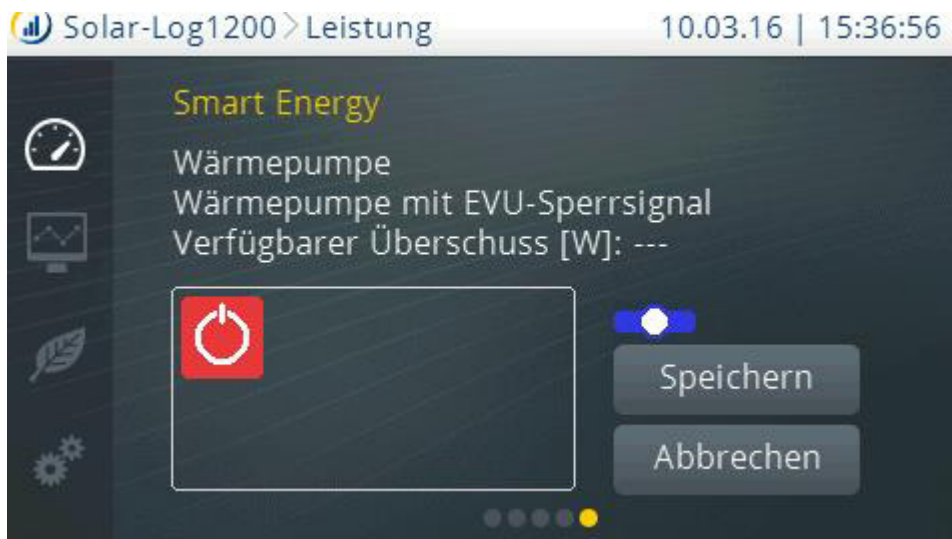 Solar-Log1200 > Leistung 10.03.16 | 15:36:56
Smart Energy
Wärmepumpe
Wärmepumpe mit EVU-Sperrsignal
Verfügbarer Überschuss [W]: ---
Speichern
Abbrechen